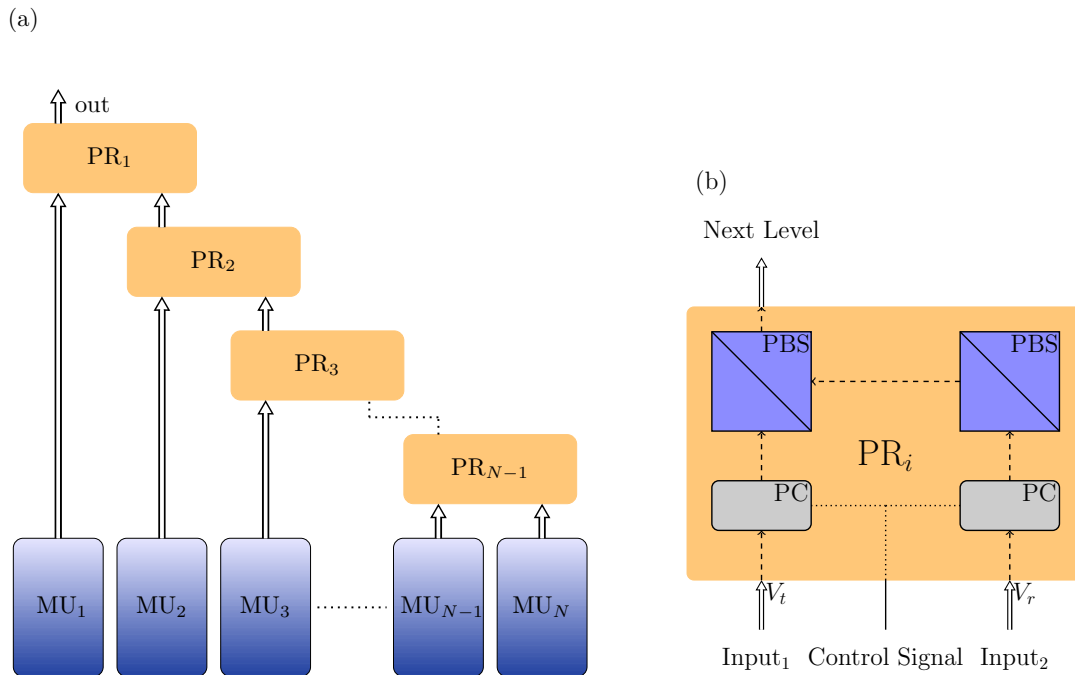 (a)
out
PR₁
PR₂
PR₃
PR_{N−1}
MU₁ MU₂ MU₃ MU_{N−1} MU_N
(b)
Next Level
PBS PBS
PR_i
PC PC
V_t V_r
Input₁ Control Signal Input₂